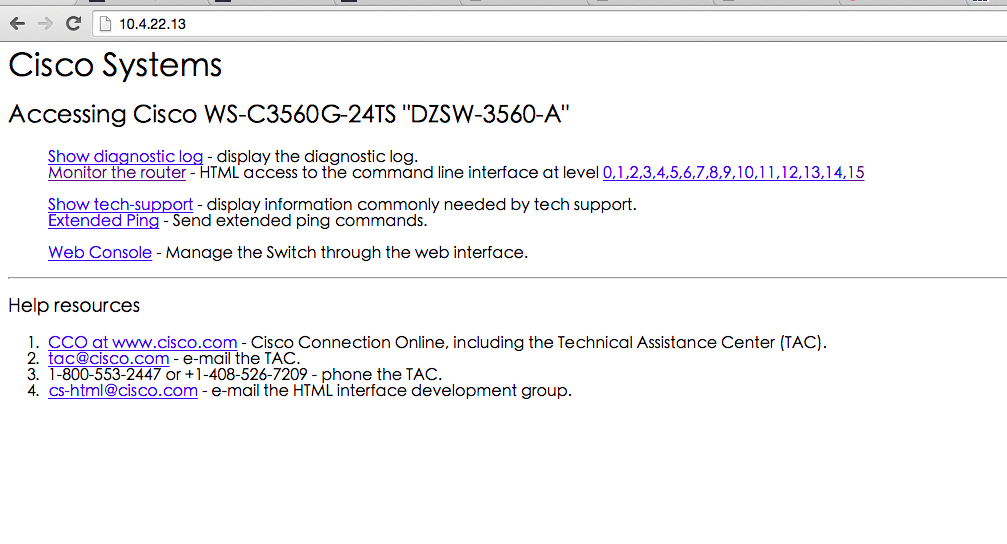 10.4.22.13
Cisco Systems
Accessing Cisco WS-C3560G-24TS "DZSW-3560-A"
Show diagnostic log - display the diagnostic log.
Monitor the router - HTML access to the command line interface at level 0,1,2,3,4,5,6,7,8,9,10,11,12,13,14,15
Show tech-support - display information commonly needed by tech support.
Extended Ping - Send extended ping commands.
Web Console - Manage the Switch through the web interface.
Help resources
1. CCO at www.cisco.com - Cisco Connection Online, including the Technical Assistance Center (TAC).
2. tac@cisco.com - e-mail the TAC.
3. 1-800-553-2447 or +1-408-526-7209 - phone the TAC.
4. cs-html@cisco.com - e-mail the HTML interface development group.